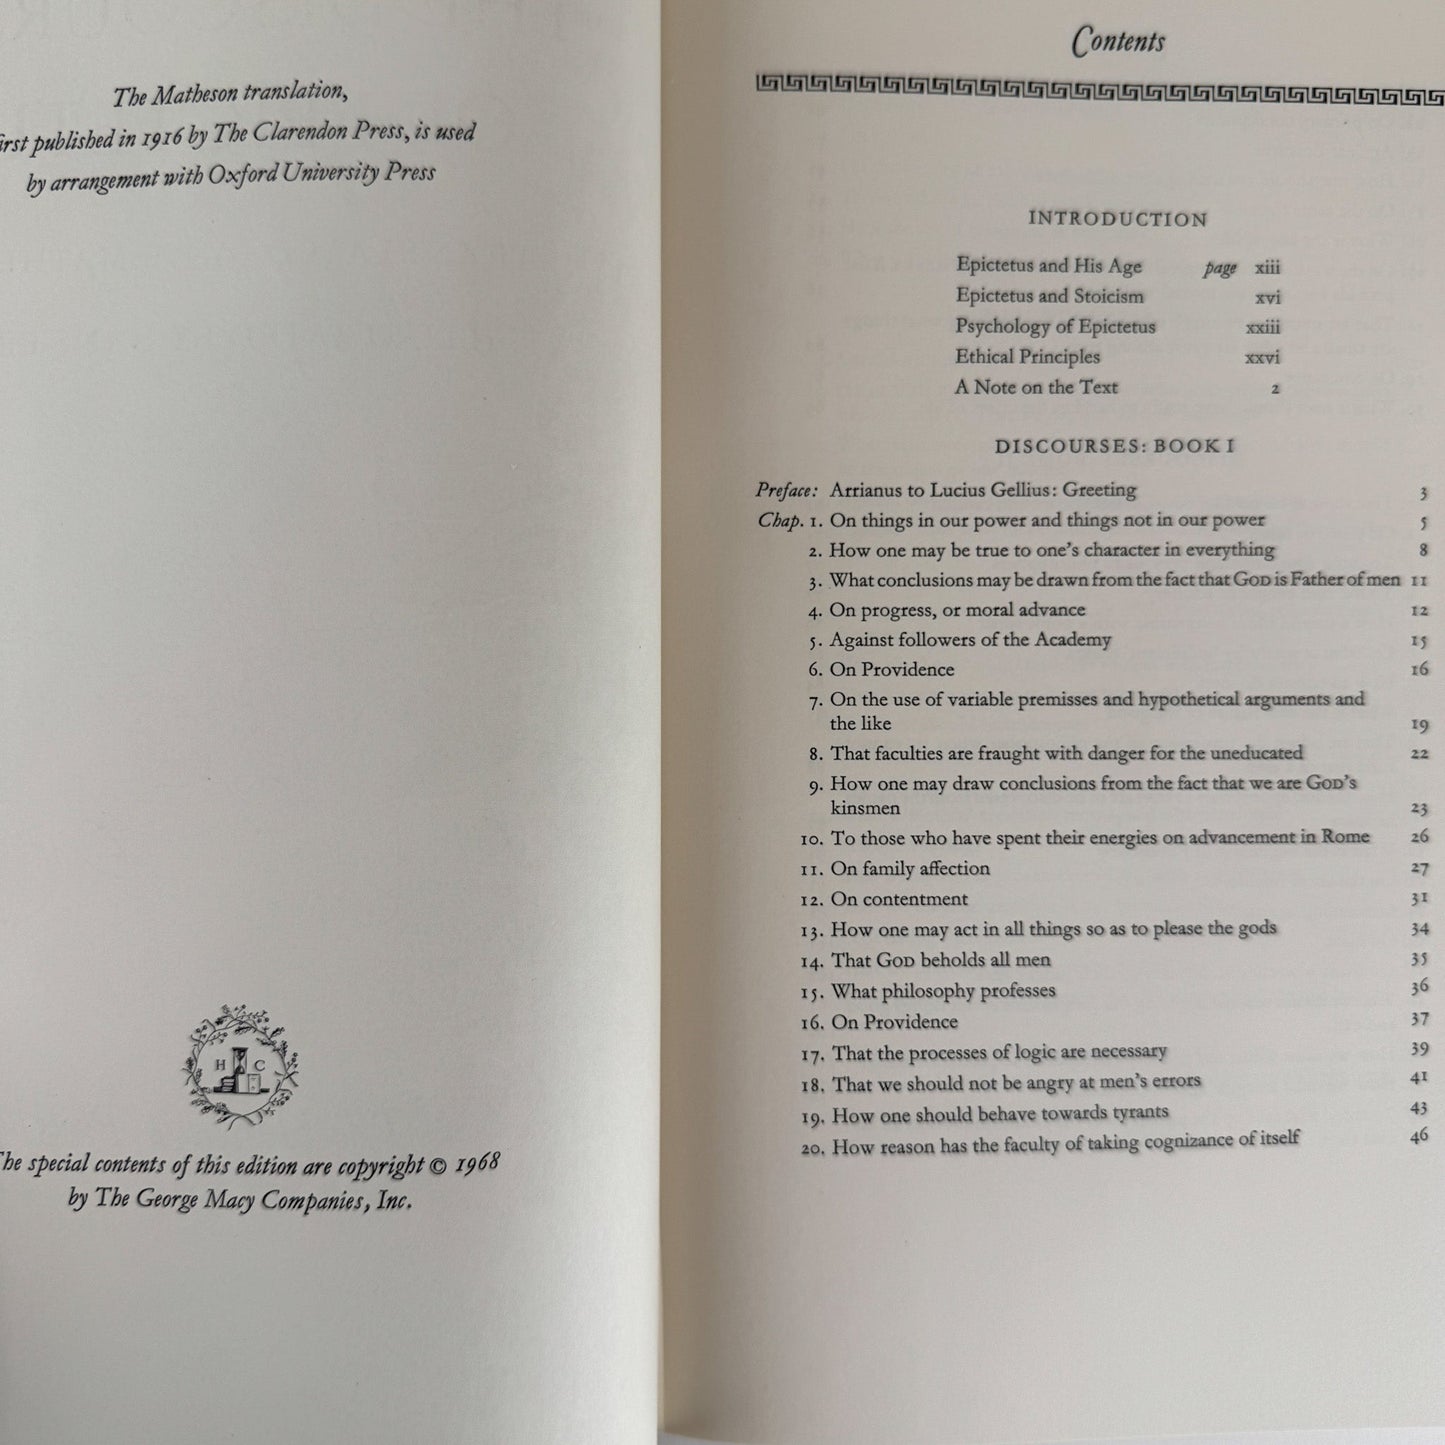 The Matheson translation,
first published in 1916 by The Clarendon Press, is used
by arrangement with Oxford University Press
H C
The special contents of this edition are copyright © 1968
by The George Macy Companies, Inc.
Contents
INTRODUCTION
Epictetus and His Age page xiii
Epictetus and Stoicism xvi
Psychology of Epictetus xxiii
Ethical Principles xxvi
A Note on the Text 2
DISCOURSES: BOOK I
Preface: Arrianus to Lucius Gellius: Greeting 3
Chap. 1. On things in our power and things not in our power 5
2. How one may be true to one's character in everything 8
3. What conclusions may be drawn from the fact that GOD is Father of men 11
4. On progress, or moral advance 12
5. Against followers of the Academy 15
6. On Providence 16
7. On the use of variable premisses and hypothetical arguments and
the like 19
8. That faculties are fraught with danger for the uneducated 22
9. How one may draw conclusions from the fact that we are GOD's
kinsmen 23
10. To those who have spent their energies on advancement in Rome 26
11. On family affection 27
12. On contentment 31
13. How one may act in all things so as to please the gods 34
14. That GOD beholds all men 35
15. What philosophy professes 36
16. On Providence 37
17. That the processes of logic are necessary 39
18. That we should not be angry at men's errors 41
19. How one should behave towards tyrants 43
20. How reason has the faculty of taking cognizance of itself 46